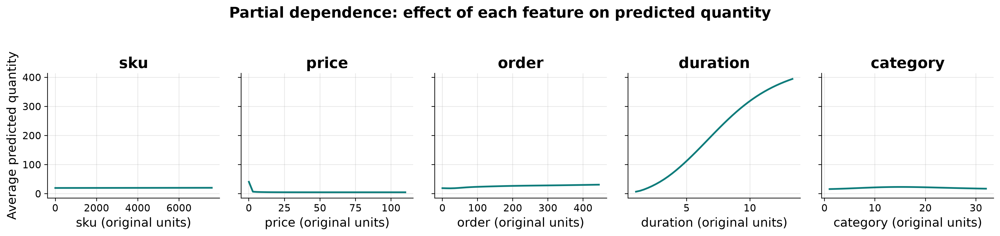 Partial dependence: effect of each feature on predicted quantity
Average predicted quantity
sku
400
300
200
100
0
0 2000 4000 6000
sku (original units)
price
0 25 50 75 100
price (original units)
order
0 100 200 300 400
order (original units)
duration
5 10
duration (original units)
category
0 10 20 30
category (original units)